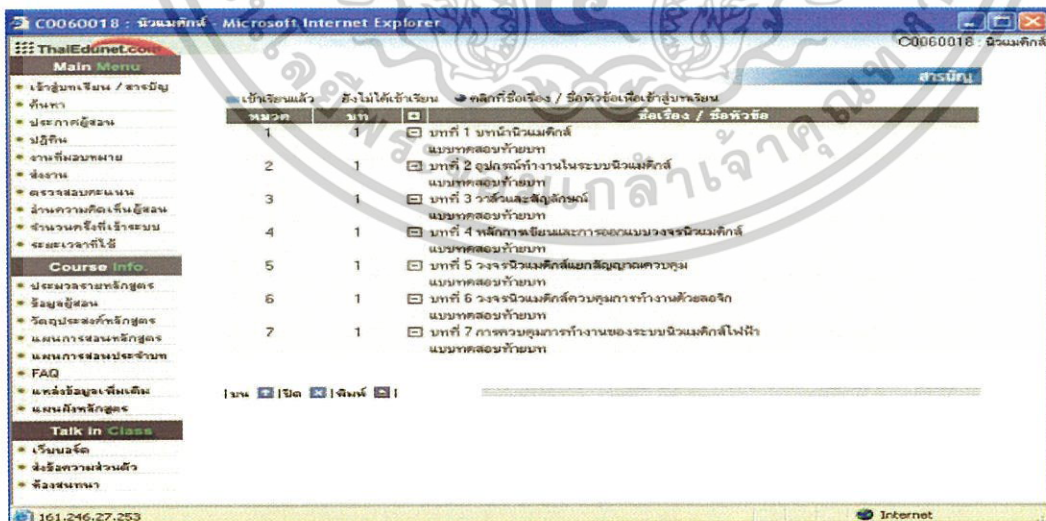 C0060018 : นิวแมติกส์ - Microsoft Internet Explorer
ThaiEdunet.com
C0060018 : นิวแมติกส์
Main Menu
เข้าสู่บทเรียน / สารบัญ
ค้นหา
ประกาศผู้สอน
ปฏิทิน
งานที่มอบหมาย
ส่งงาน
ตรวจสอบคะแนน
อ่านความคิดเห็นผู้สอน
จำนวนครั้งที่เข้าระบบ
ระยะเวลาที่ใช้
Course Info.
ประมวลรายหลักสูตร
ข้อมูลผู้สอน
วัตถุประสงค์หลักสูตร
แผนการสอนหลักสูตร
แผนการสอนประจำบท
FAQ
แหล่งข้อมูลเพิ่มเติม
แผนผังหลักสูตร
Talk in Class
เว็บบอร์ด
ส่งข้อความส่วนตัว
ห้องสนทนา
สารบัญ
เข้าเรียนแล้ว ยังไม่ได้เข้าเรียน คลิกที่ชื่อเรื่อง / ชื่อหัวข้อเพื่อเข้าสู่บทเรียน
หมวด บท ชื่อเรื่อง / ชื่อหัวข้อ
1 1 บทที่ 1 บทนำนิวแมติกส์
แบบทดสอบท้ายบท
2 1 บทที่ 2 อุปกรณ์ทำงานในระบบนิวแมติกส์
แบบทดสอบท้ายบท
3 1 บทที่ 3 วาล์วและสัญลักษณ์
แบบทดสอบท้ายบท
4 1 บทที่ 4 หลักการเขียนและการออกแบบวงจรนิวแมติกส์
แบบทดสอบท้ายบท
5 1 บทที่ 5 วงจรนิวแมติกส์แยกสัญญาณควบคุม
แบบทดสอบท้ายบท
6 1 บทที่ 6 วงจรนิวแมติกส์ควบคุมการทำงานด้วยลอจิก
แบบทดสอบท้ายบท
7 1 บทที่ 7 การควบคุมการทำงานของระบบนิวแมติกส์ไฟฟ้า
แบบทดสอบท้ายบท
| บน | ปิด | พิมพ์ |
161.246.27.253 Internet